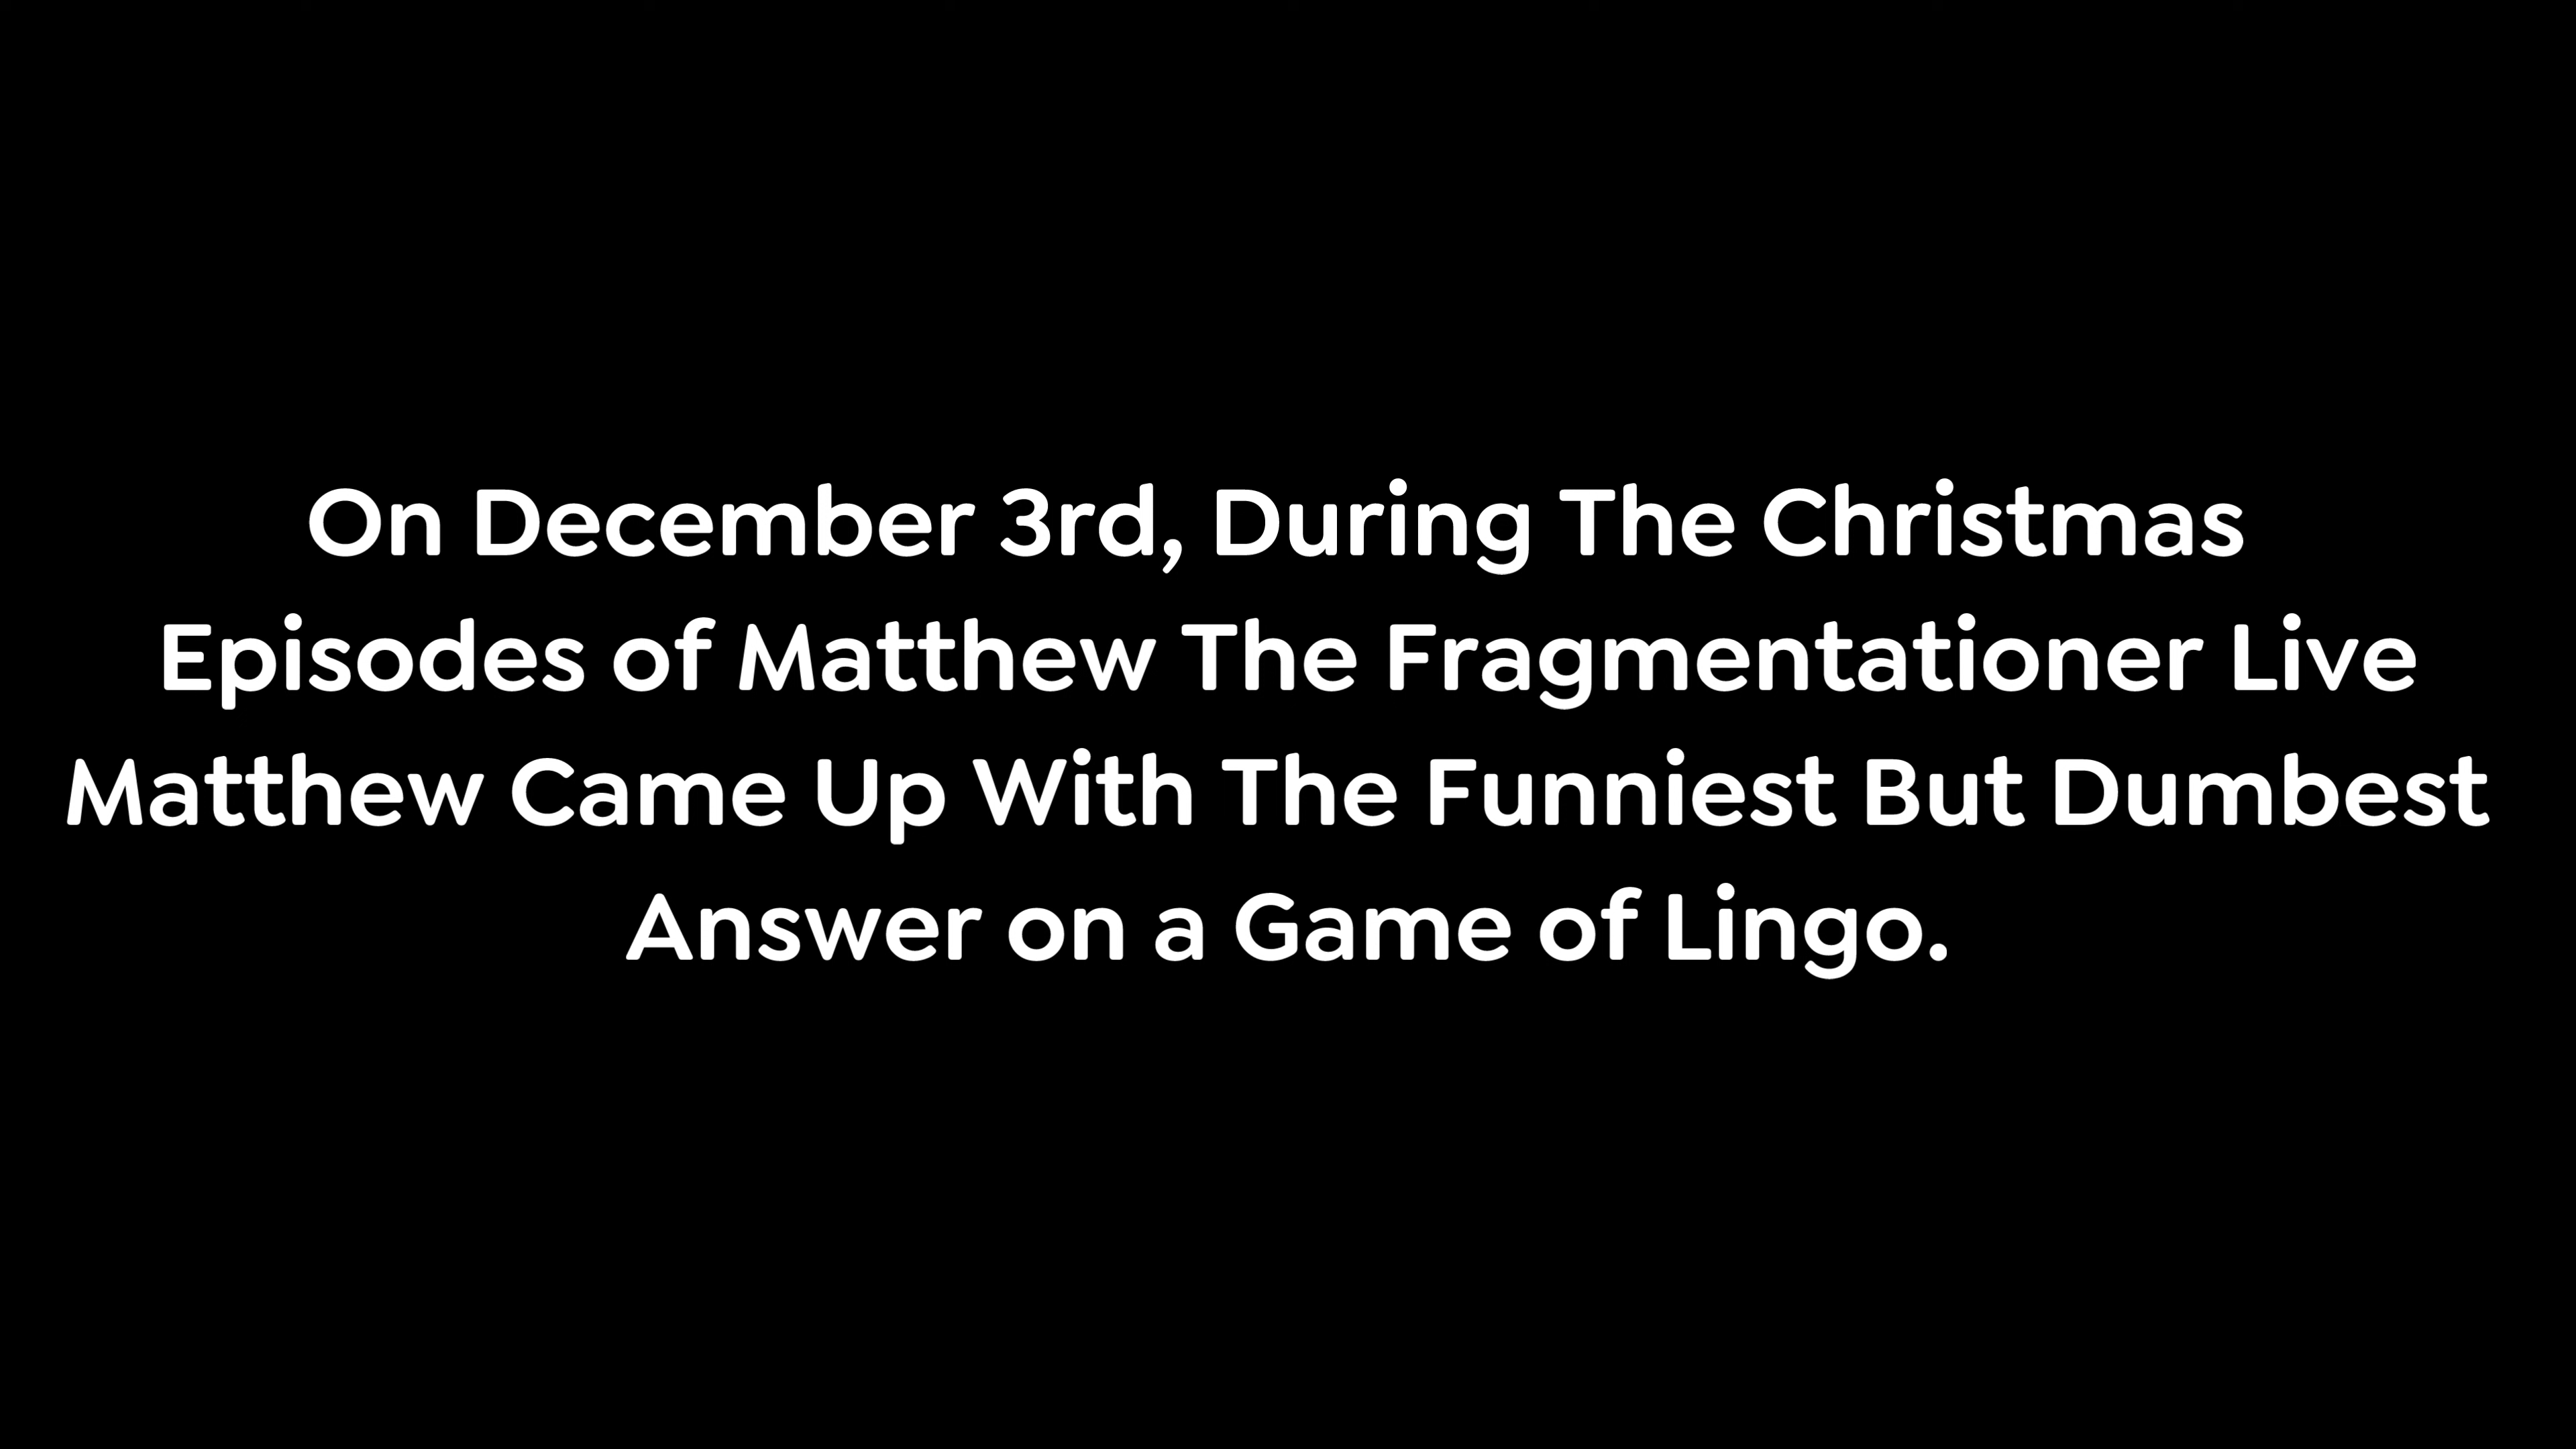 On December 3rd, During The Christmas
Episodes of Matthew The Fragmentationer Live
Matthew Came Up With The Funniest But Dumbest
Answer on a Game of Lingo.